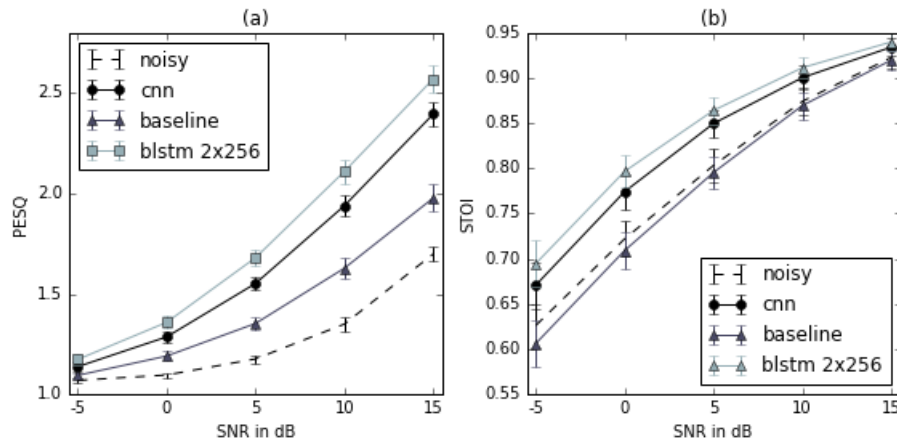 (a)
noisy
cnn
baseline
blstm 2x256
2.5
2.0
1.5
1.0
PESQ
-5 0 5 10 15
SNR in dB
(b)
0.95
0.90
0.85
0.80
0.75
0.70
0.65
0.60
0.55
STOI
noisy
cnn
baseline
blstm 2x256
-5 0 5 10 15
SNR in dB